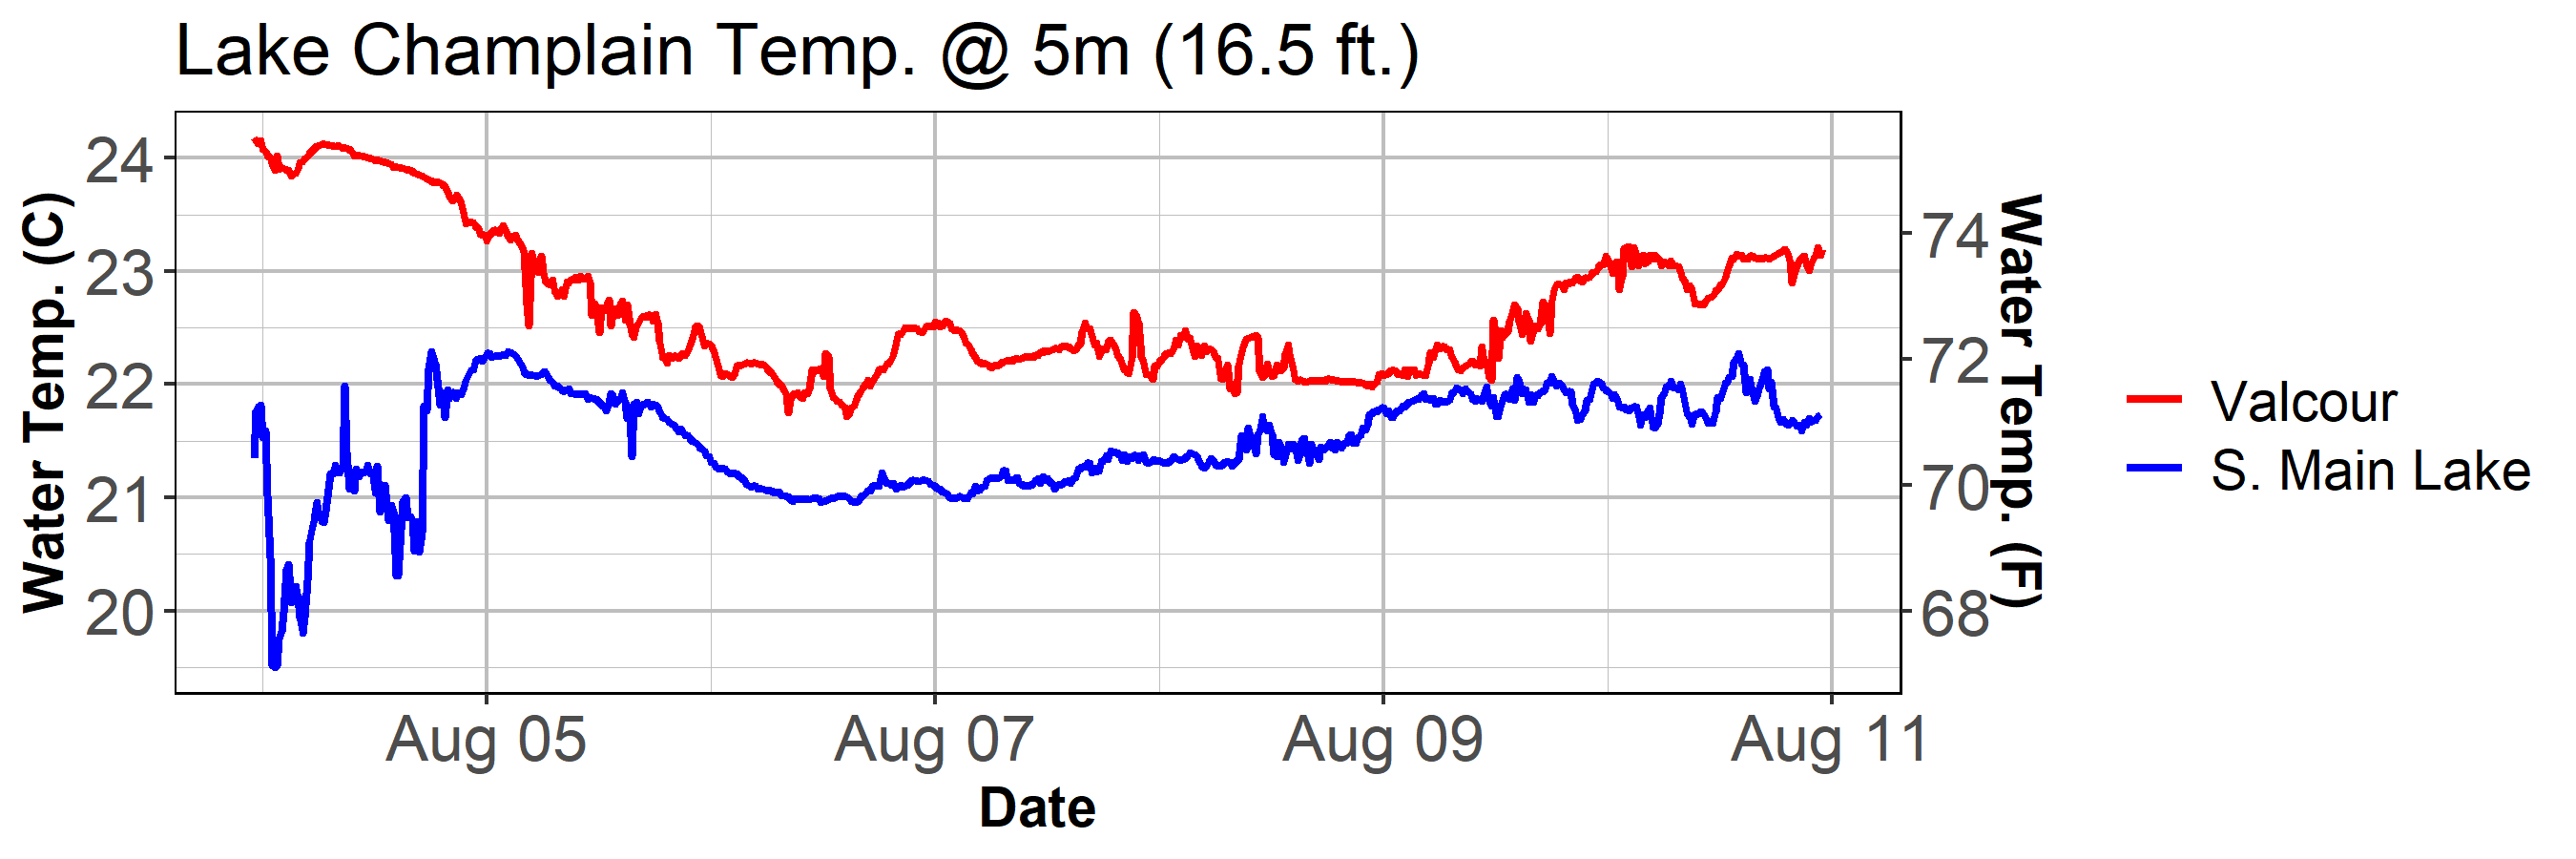 Lake Champlain Temp. @ 5m (16.5 ft.)
Water Temp. (C)
24
23
22
21
20
74
72
70
68
Water Temp. (F)
Aug 05
Aug 07
Aug 09
Aug 11
Date
Valcour
S. Main Lake